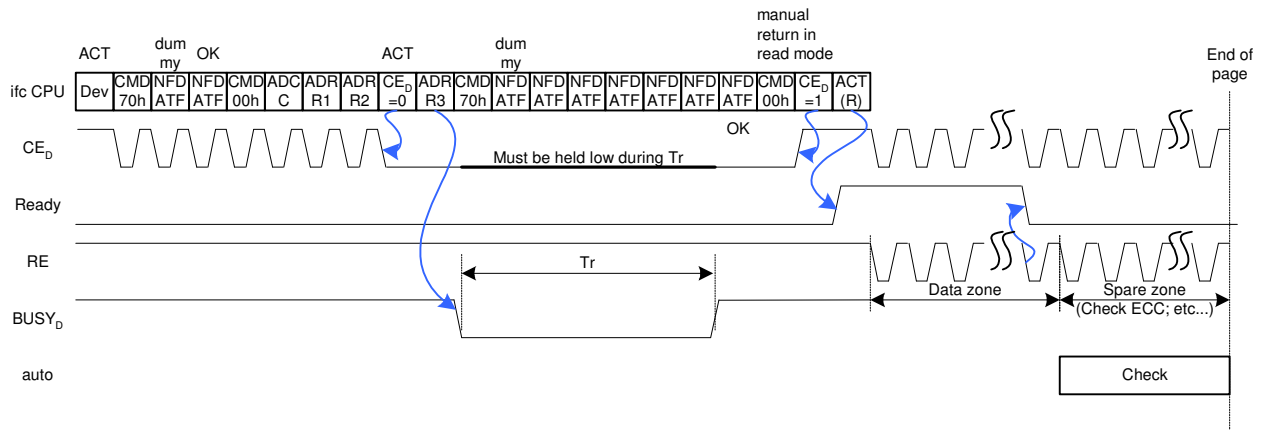 manual
return in
read mode
ACT
dum
my
OK
ACT
dum
my
End of
page
ifc CPU
Dev
CMD
70h
NFD
ATF
NFD
ATF
CMD
00h
ADC
C
ADR
R1
ADR
R2
CED
=0
ADR
R3
CMD
70h
NFD
ATF
NFD
ATF
NFD
ATF
NFD
ATF
NFD
ATF
NFD
ATF
NFD
ATF
CMD
00h
CED
=1
ACT
(R)
OK
CED
Must be held low during Tr
Ready
RE
Tr
Data zone
Spare zone
(Check ECC; etc...)
BUSYD
auto
Check